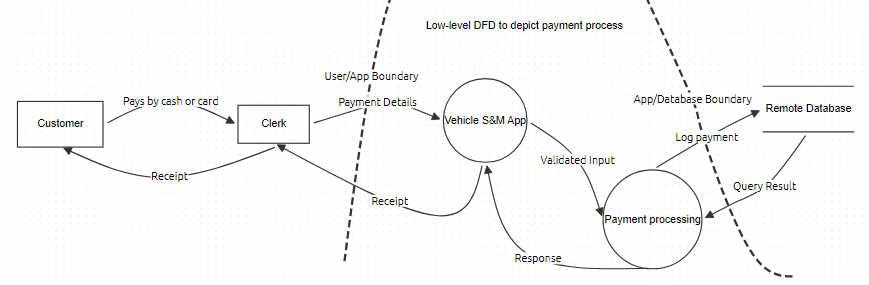 Low-level DFD to depict payment process
User/App Boundary
App/Database Boundary
Pays by cash or card
Payment Details
Remote Database
Customer
Clerk
Vehicle S&M App
Log payment
Validated Input
Receipt
Query Result
Receipt
Payment processing
Response